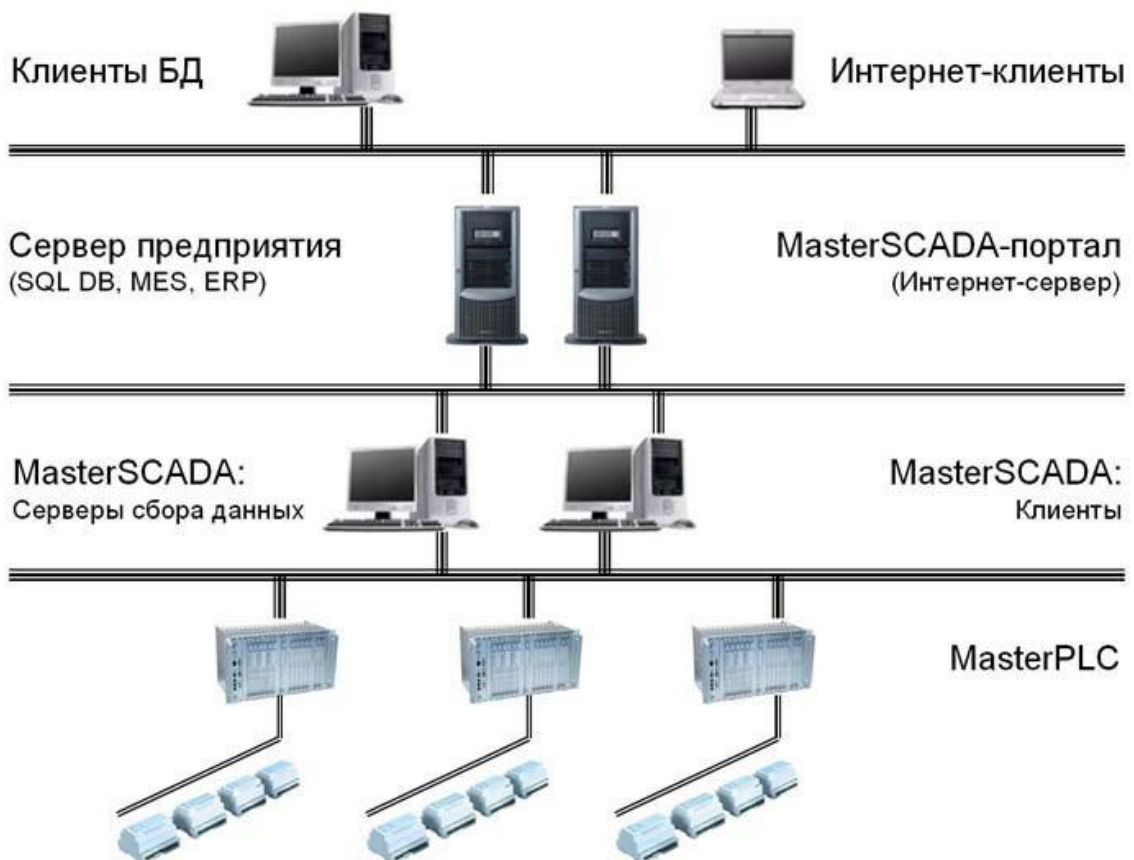 Клиенты БД
Интернет-клиенты
Сервер предприятия
(SQL DB, MES, ERP)
MasterSCADA-портал
(Интернет-сервер)
MasterSCADA:
Серверы сбора данных
MasterSCADA:
Клиенты
MasterPLC